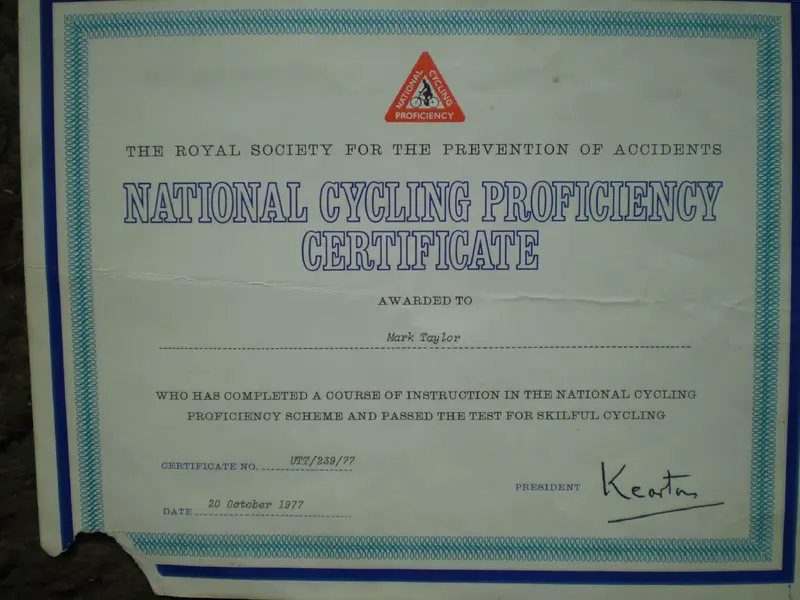 NATIONAL CYCLING
PROFICIENCY
THE ROYAL SOCIETY FOR THE PREVENTION OF ACCIDENTS
NATIONAL CYCLING PROFICIENCY
CERTIFICATE
AWARDED TO
Mark Taylor
WHO HAS COMPLETED A COURSE OF INSTRUCTION IN THE NATIONAL CYCLING
PROFICIENCY SCHEME AND PASSED THE TEST FOR SKILFUL CYCLING
CERTIFICATE NO. UTT/239/77
PRESIDENT Kearton
DATE 20 October 1977